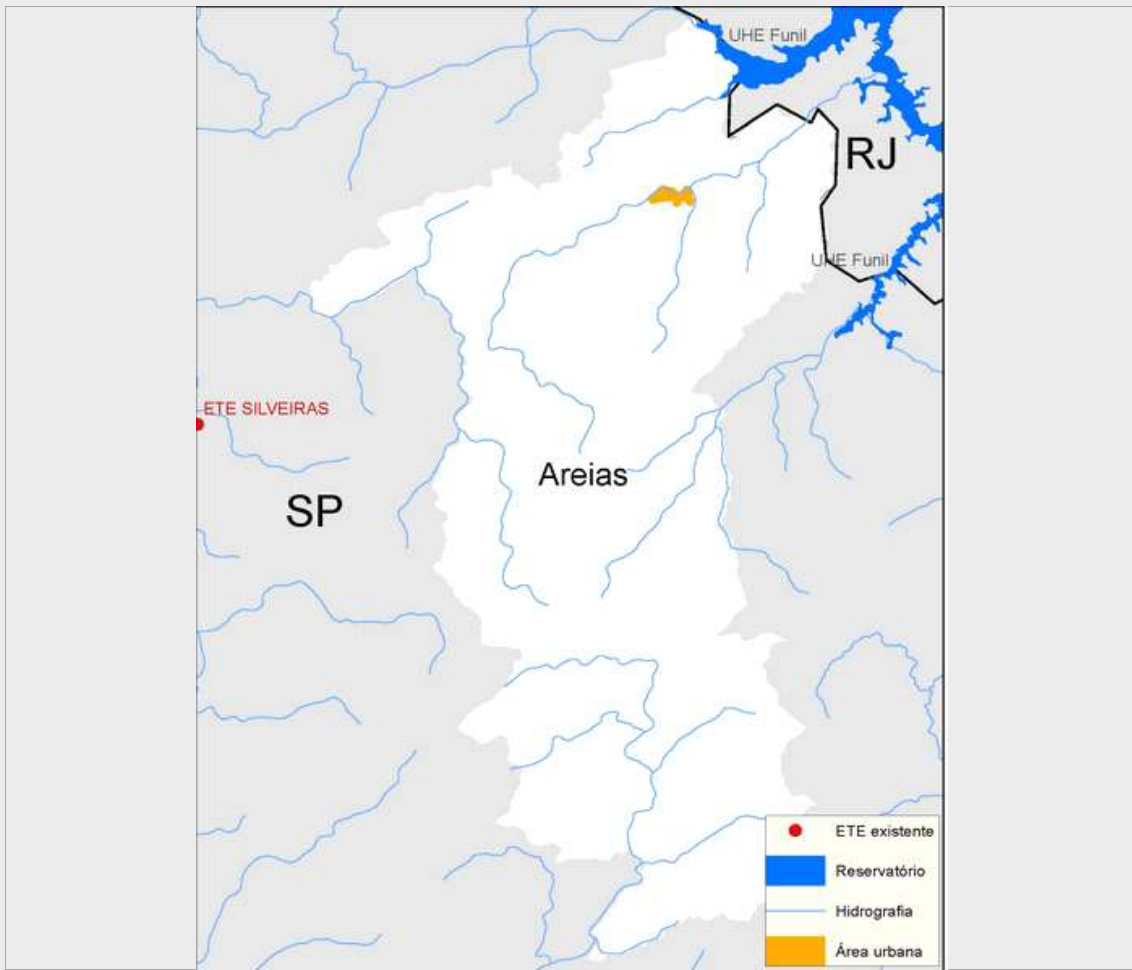 UHE Funil
RJ
UHE Funil
ETE SILVEIRAS
Areias
SP
ETE existente
Reservatório
Hidrografia
Área urbana